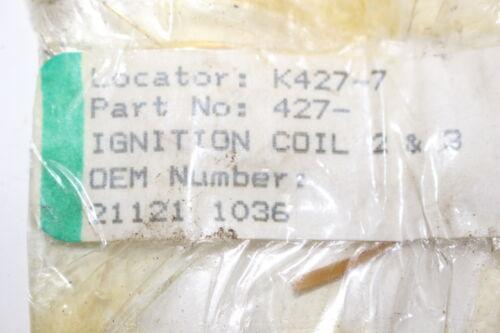 Locator: K427-7
Part No: 427-
IGNITION COIL 2 & 3
OEM Number:
21121 1036